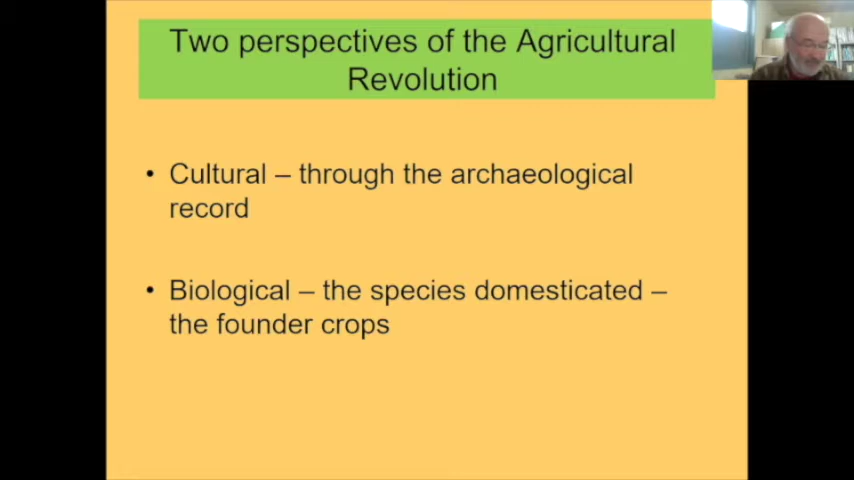 Two perspectives of the Agricultural
Revolution
• Cultural – through the archaeological
record
• Biological – the species domesticated –
the founder crops